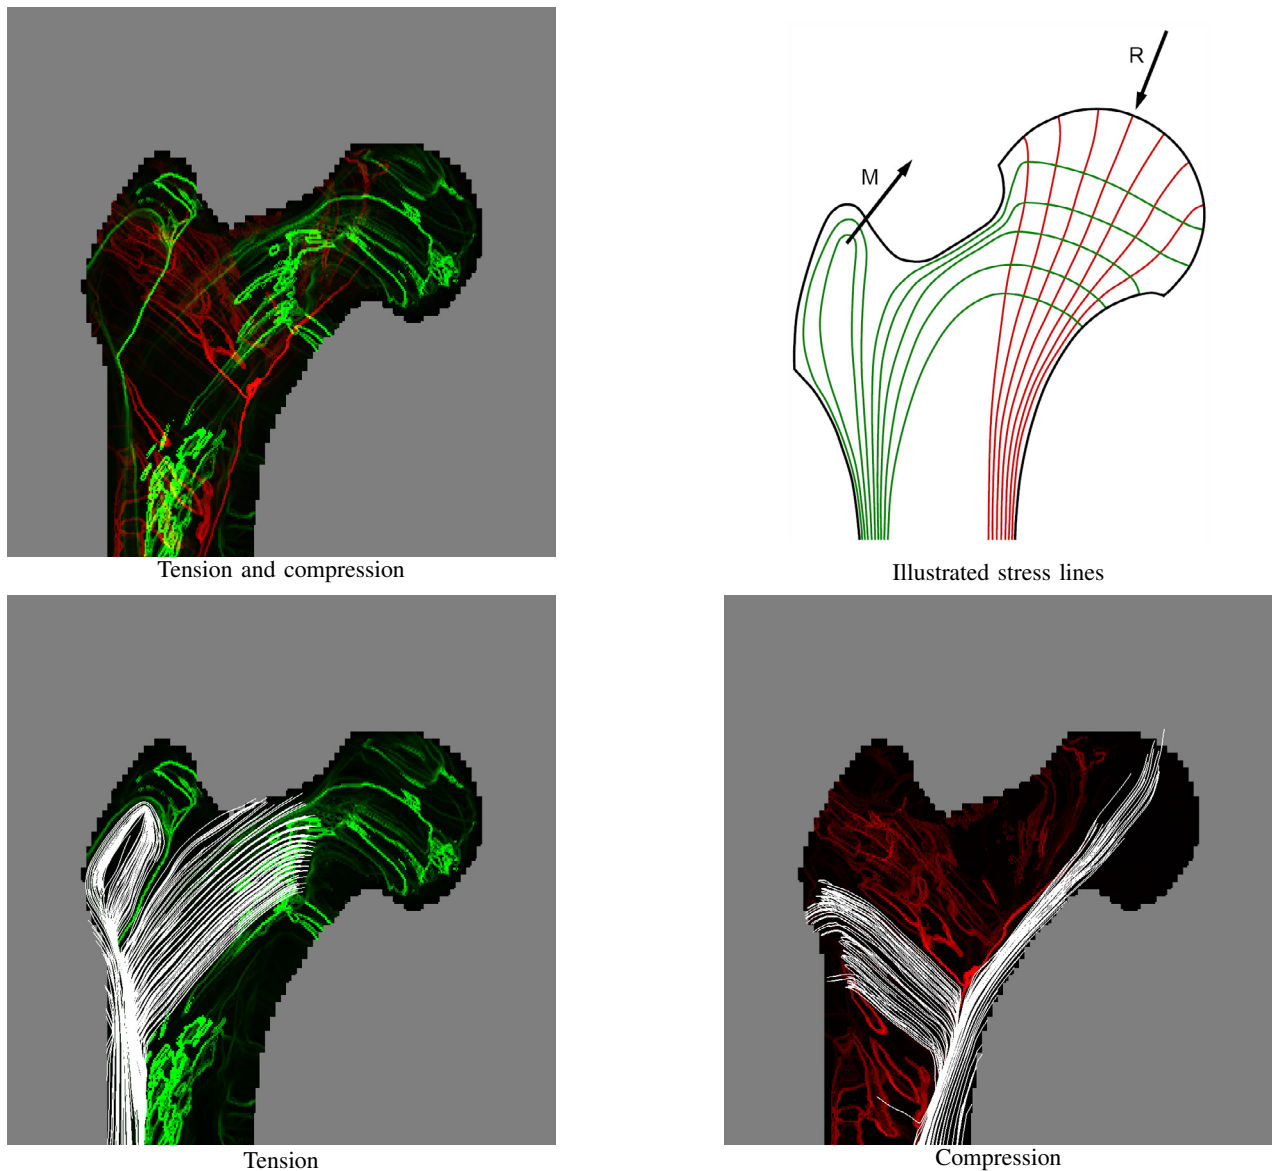 R
M
Tension and compression
Illustrated stress lines
Tension
Compression